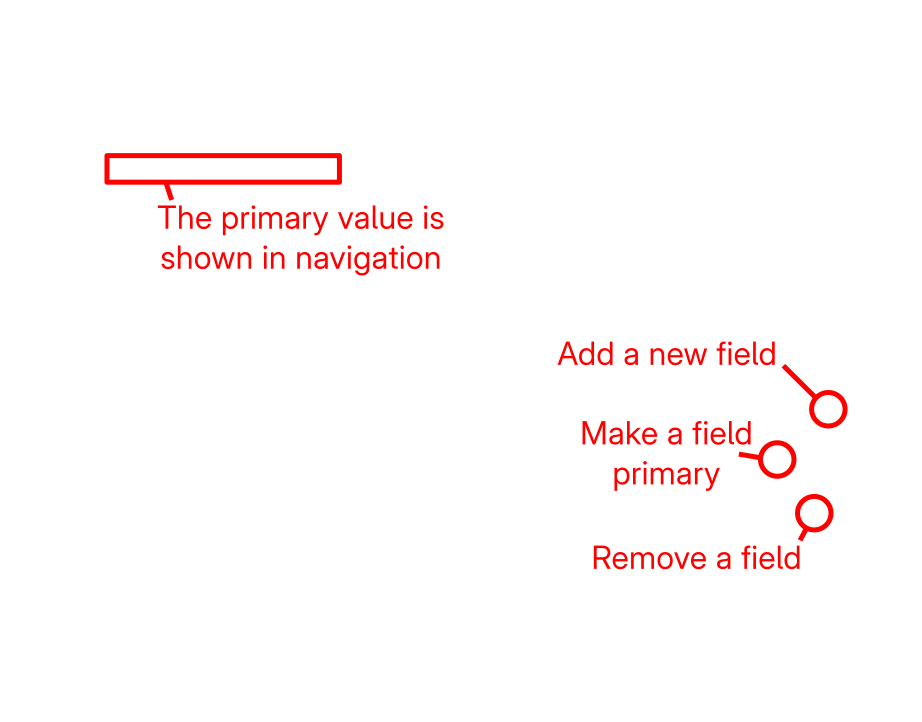 The primary value is
shown in navigation
Add a new field
Make a field
primary
Remove a field